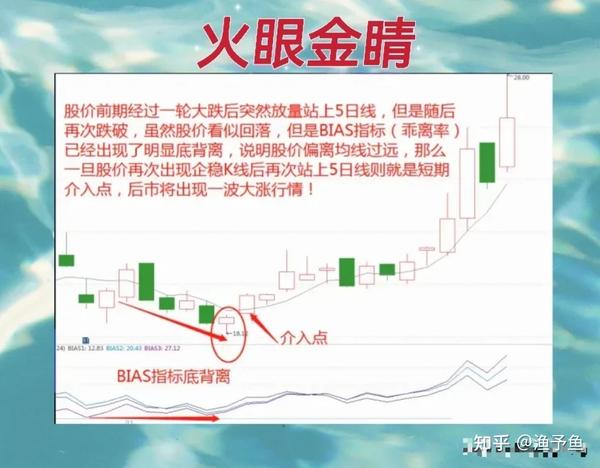 火眼金睛
28.00
股价前期经过一轮大跌后突然放量站上5日线，但是随后
再次跌破，虽然股价看似回落，但是BIAS指标（乖离率）
已经出现了明显底背离，说明股价偏离均线过远，那么
一旦股价再次出现企稳K线后再次站上5日线则就是短期
介入点，后市将出现一波大涨行情！
介入点
24) BIAS1: 12.83 BIAS2: 20.43 BIAS3: 27.12
BIAS指标底背离
知乎 @渔予鱼